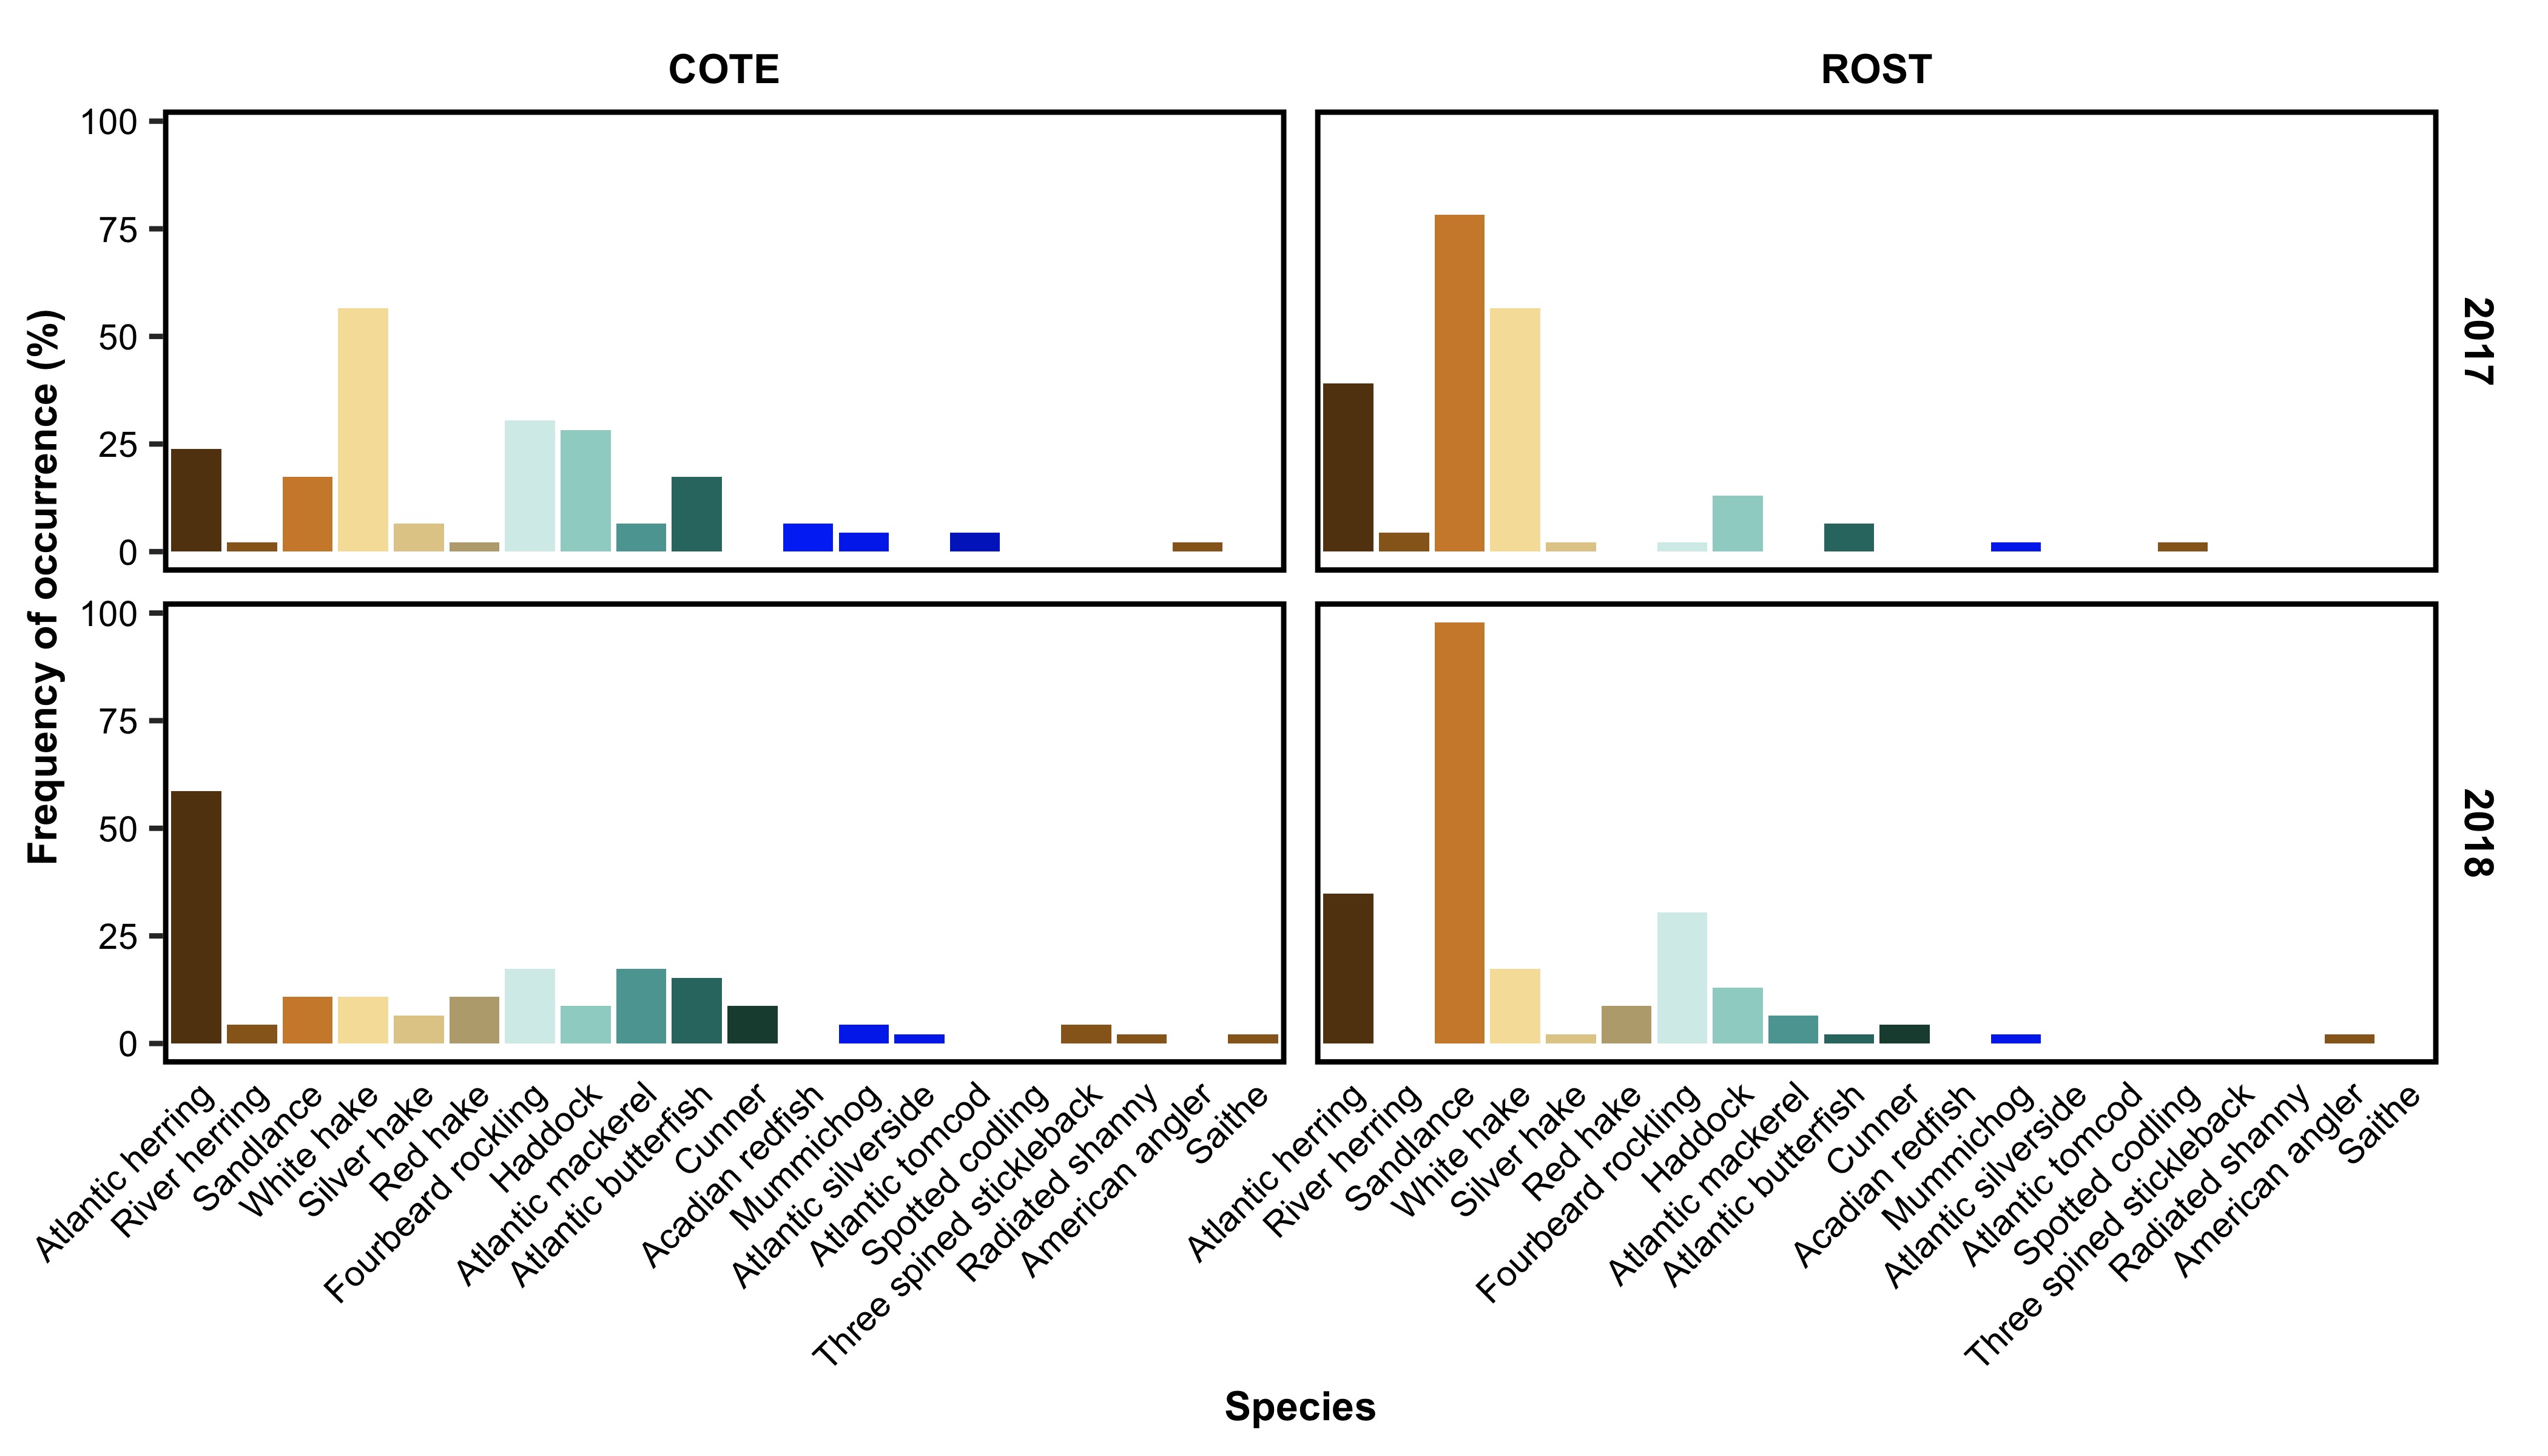 COTE
ROST
100
75
50
25
0
2017
Frequency of occurrence (%)
100
75
50
25
0
2018
Atlantic herring
River herring
Sandlance
White hake
Silver hake
Red hake
Fourbeard rockling
Haddock
Atlantic mackerel
Atlantic butterfish
Cunner
Acadian redfish
Mummichog
Atlantic silverside
Atlantic tomcod
Spotted codling
Three spined stickleback
Radiated shanny
American angler
Saithe
Atlantic herring
River herring
Sandlance
White hake
Silver hake
Red hake
Fourbeard rockling
Haddock
Atlantic mackerel
Atlantic butterfish
Cunner
Acadian redfish
Mummichog
Atlantic silverside
Atlantic tomcod
Spotted codling
Three spined stickleback
Radiated shanny
American angler
Saithe
Species